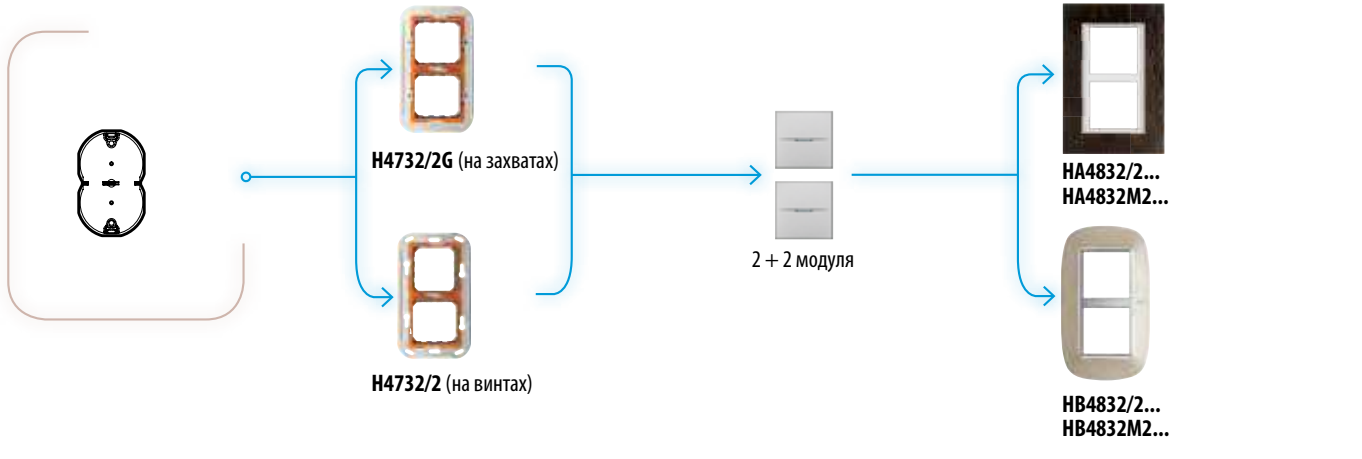 H4732/2G (на захватах)
H4732/2 (на винтах)
2 + 2 модуля
HA4832/2...
HA4832M2...
HB4832/2...
HB4832M2...